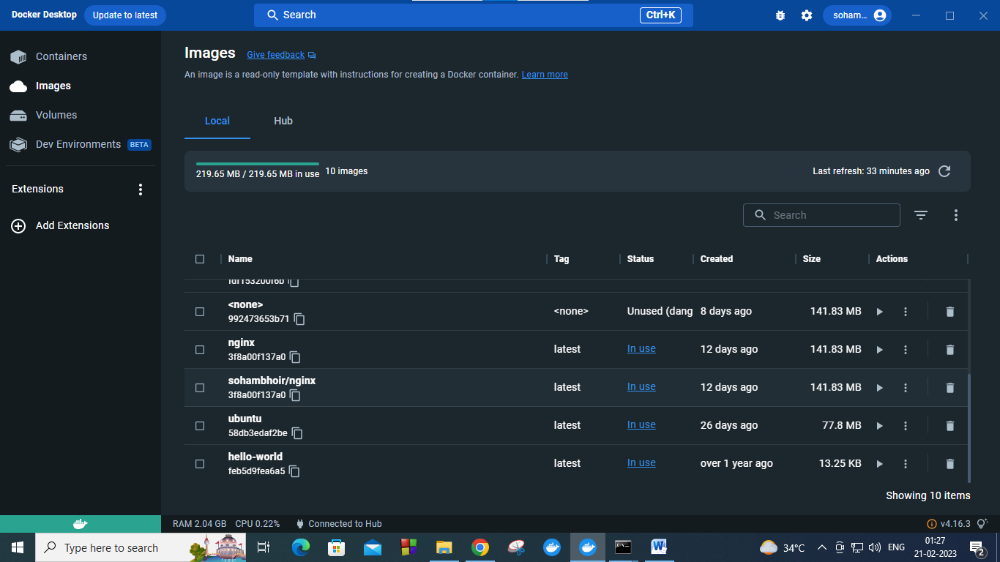 Docker Desktop Update to latest Search Ctrl+K soham...
Containers
Images
Volumes
Dev Environments BETA
Extensions
Add Extensions
Images Give feedback
An image is a read-only template with instructions for creating a Docker container. Learn more
Local Hub
219.65 MB / 219.65 MB in use 10 images Last refresh: 33 minutes ago
Search
Name Tag Status Created Size Actions
<none> <none> Unused (dang 8 days ago 141.83 MB
992473653b71
nginx latest In use 12 days ago 141.83 MB
3f8a00f137a0
sohambhoir/nginx latest In use 12 days ago 141.83 MB
3f8a00f137a0
ubuntu latest In use 26 days ago 77.8 MB
58db3edaf2be
hello-world latest In use over 1 year ago 13.25 KB
feb5d9fea6a5
Showing 10 items
RAM 2.04 GB CPU 0.22% Connected to Hub v4.16.3
Type here to search 34°C ENG 01:27
21-02-2023 2